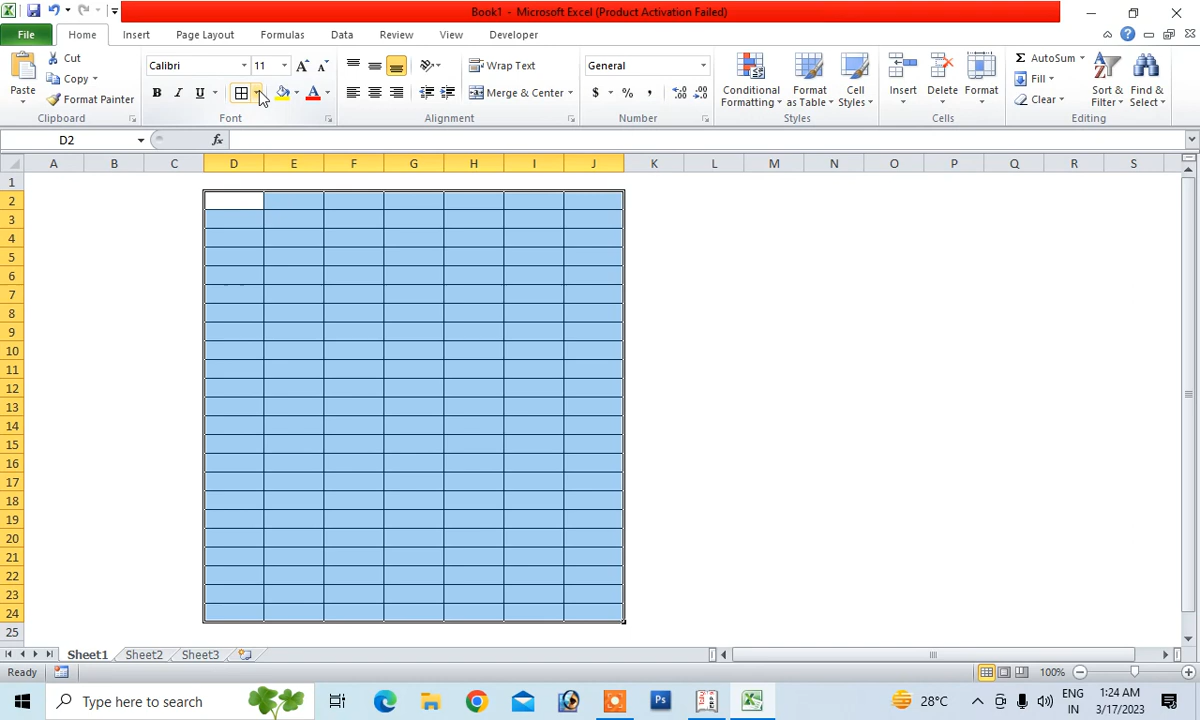 Book1 - Microsoft Excel (Product Activation Failed)
File Home Insert Page Layout Formulas Data Review View Developer
Paste
Cut
Copy
Format Painter
Clipboard
Calibri 11
B I U
Font
Wrap Text
Merge & Center
Alignment
General
$ % ,
Number
Conditional Formatting
Format as Table
Cell Styles
Styles
Insert Delete Format
Cells
AutoSum
Fill
Clear
Sort & Filter
Find & Select
Editing
D2 fx
A B C D E F G H I J K L M N O P Q R S
1
2
3
4
5
6
7
8
9
10
11
12
13
14
15
16
17
18
19
20
21
22
23
24
25
Sheet1 Sheet2 Sheet3
Ready 100%
Type here to search
Ps
28°C
ENG
IN
1:24 AM
3/17/2023